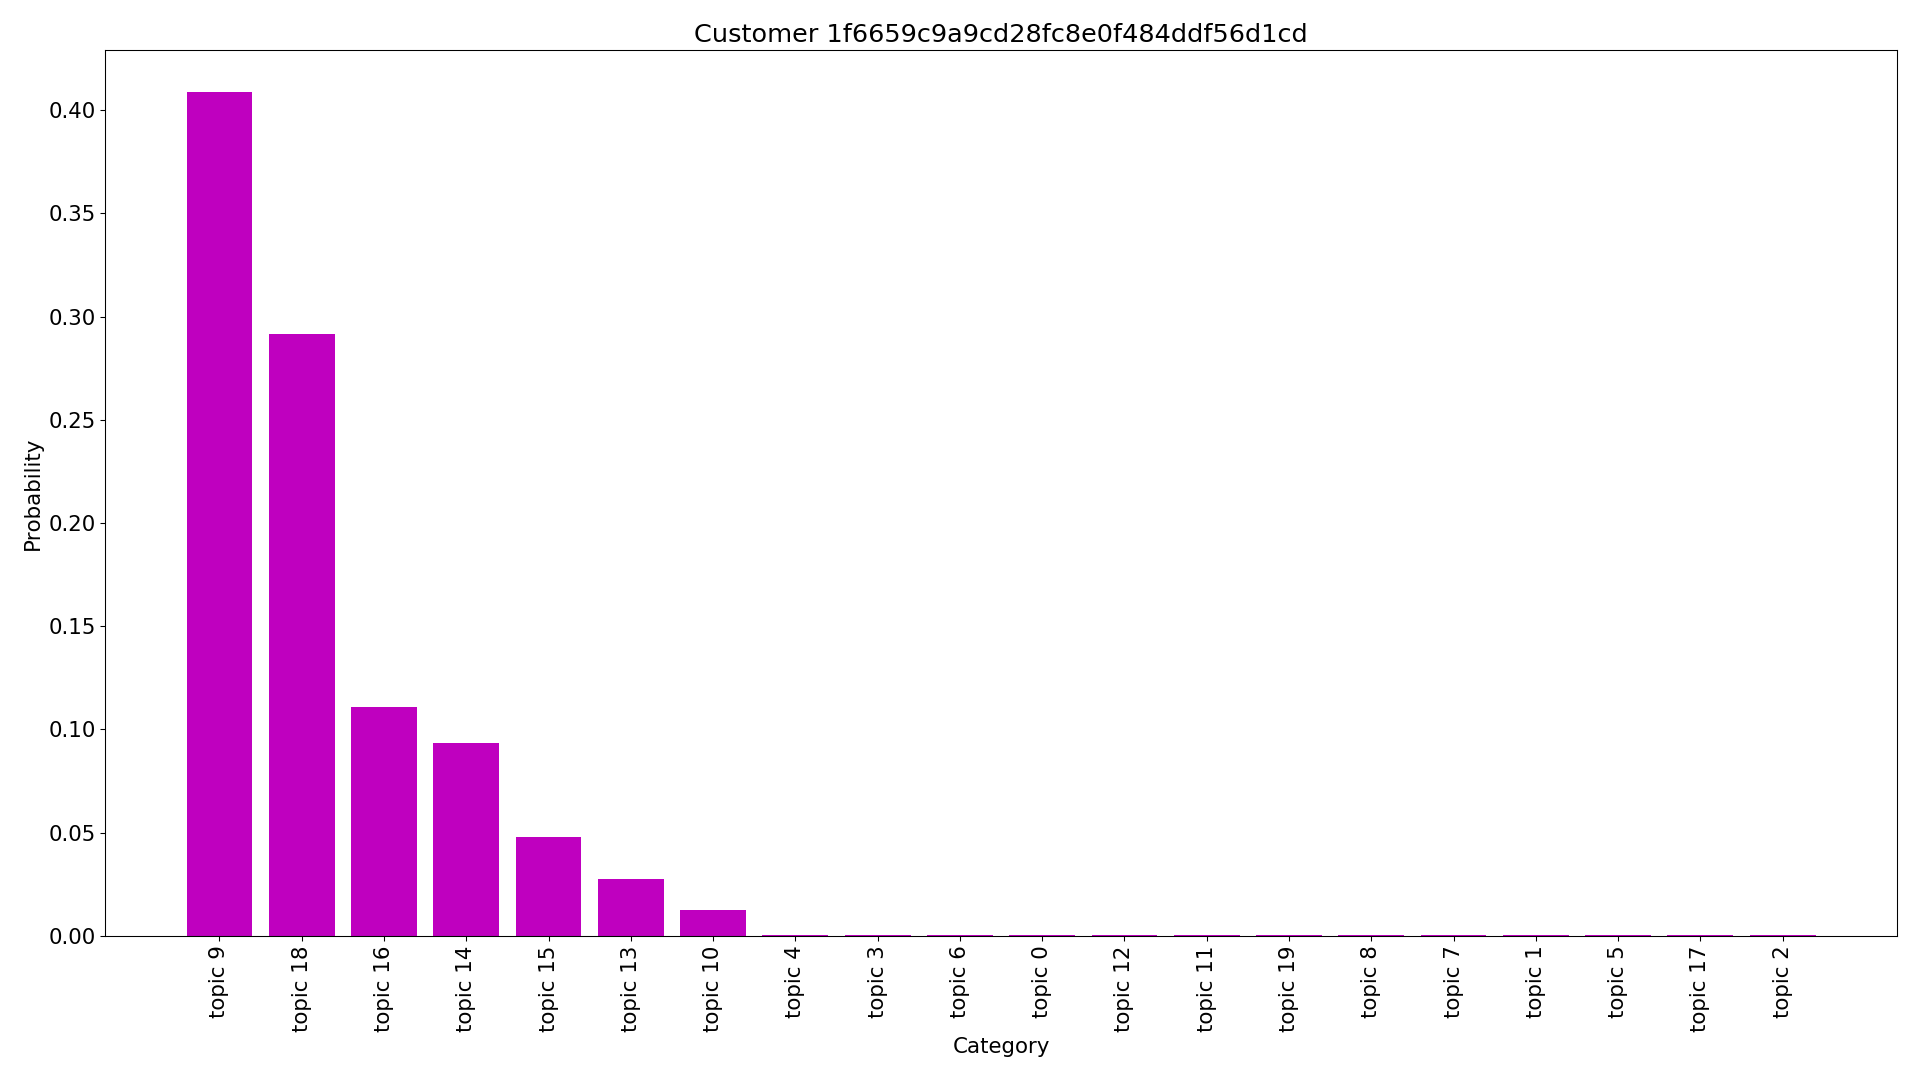 Customer 1f6659c9a9cd28fc8e0f484ddf56d1cd
Probability
0.40
0.35
0.30
0.25
0.20
0.15
0.10
0.05
0.00
topic 9
topic 18
topic 16
topic 14
topic 15
topic 13
topic 10
topic 4
topic 3
topic 6
topic 0
topic 12
topic 11
topic 19
topic 8
topic 7
topic 1
topic 5
topic 17
topic 2
Category